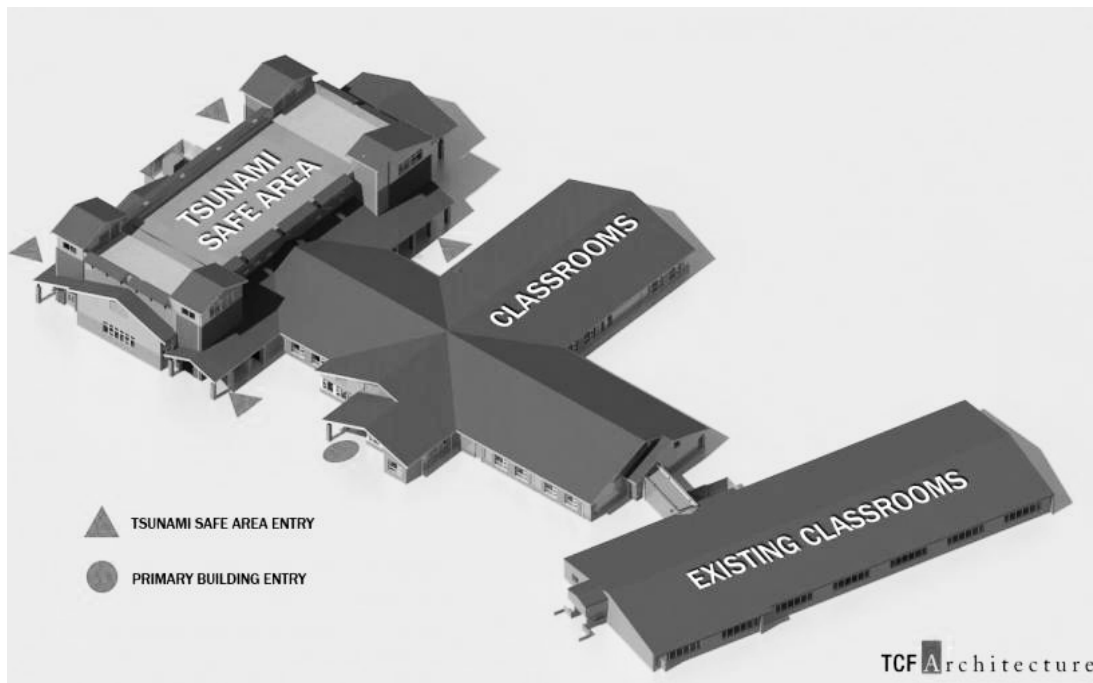 TSUNAMI
SAFE AREA
CLASSROOMS
EXISTING CLASSROOMS
TSUNAMI SAFE AREA ENTRY
PRIMARY BUILDING ENTRY
TCF Architecture